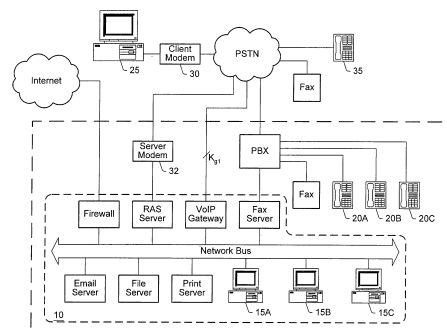 Internet
25
Client
Modem
30
PSTN
35
Fax
Server
Modem
32
Kg1
PBX
Fax
20A
20B
20C
Firewall
RAS
Server
VoIP
Gateway
Fax
Server
Network Bus
Email
Server
File
Server
Print
Server
15A
15B
15C
10